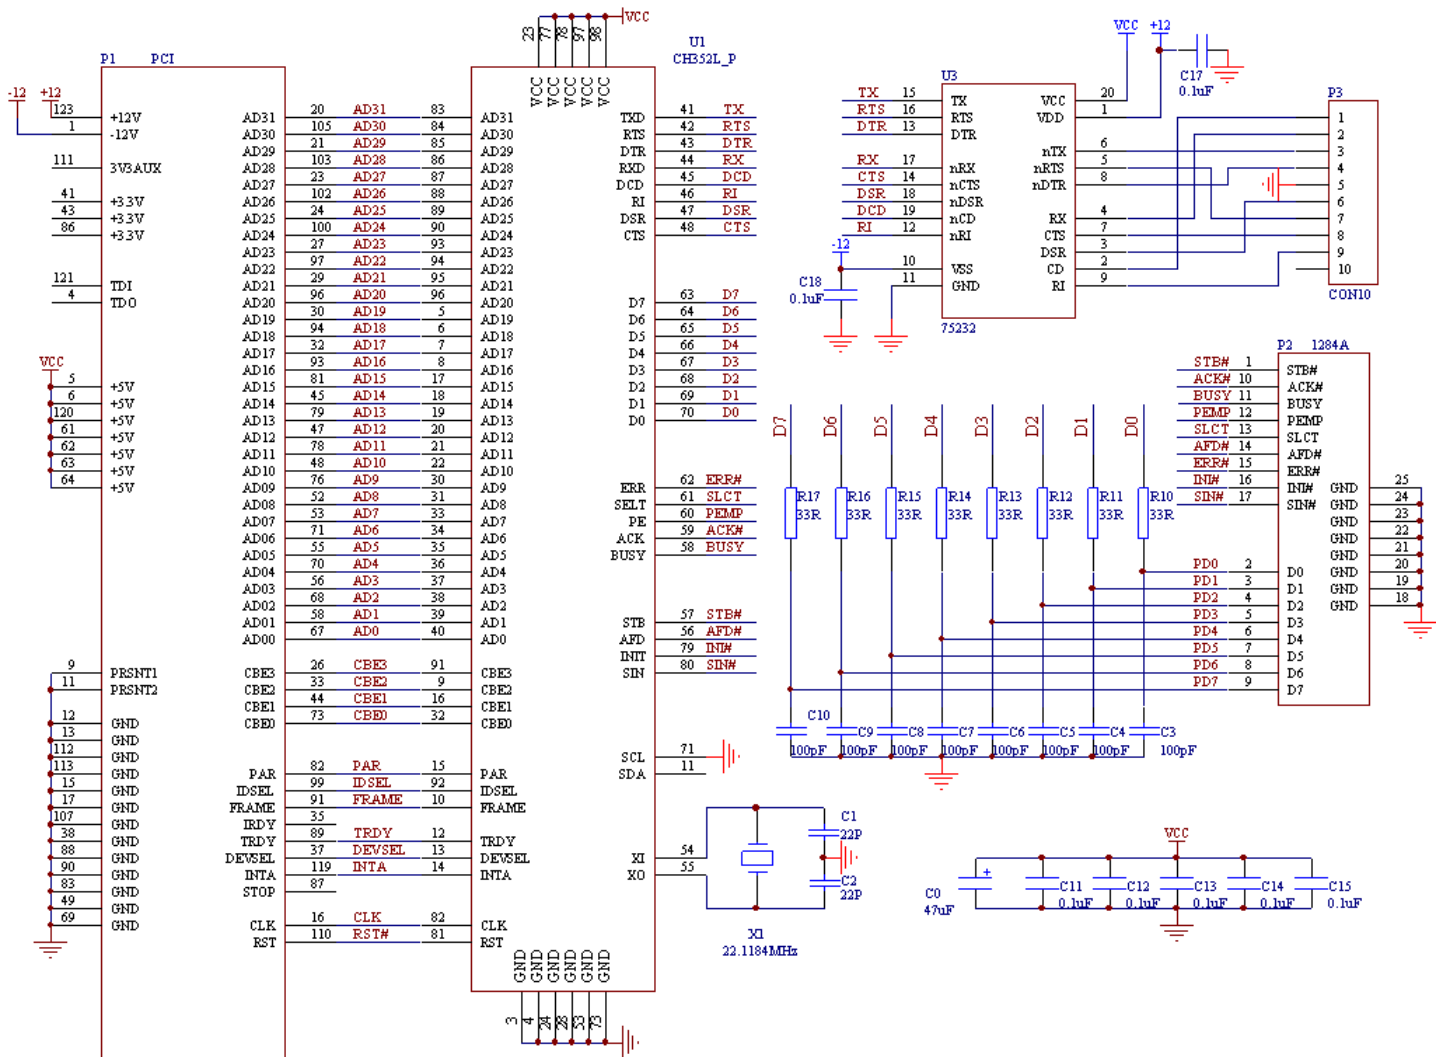 VCC
23 77 78 97 98
VCC VCC VCC VCC VCC
U1
CH352L_P
P1 PCI
-12 +12
123 +12V
1 -12V
111 3V3AUX
41 +3.3V
43 +3.3V
86 +3.3V
121 TDI
4 TDO
VCC
5 +5V
6 +5V
120 +5V
61 +5V
62 +5V
63 +5V
64 +5V
9 PRSNT1
11 PRSNT2
12 GND
13 GND
112 GND
113 GND
15 GND
17 GND
107 GND
38 GND
88 GND
90 GND
83 GND
49 GND
69 GND
AD31 20 AD31 83 AD31
AD30 105 AD30 84 AD30
AD29 21 AD29 85 AD29
AD28 103 AD28 86 AD28
AD27 23 AD27 87 AD27
AD26 102 AD26 88 AD26
AD25 24 AD25 89 AD25
AD24 100 AD24 90 AD24
AD23 27 AD23 93 AD23
AD22 97 AD22 94 AD22
AD21 29 AD21 95 AD21
AD20 96 AD20 96 AD20
AD19 30 AD19 5 AD19
AD18 94 AD18 6 AD18
AD17 32 AD17 7 AD17
AD16 93 AD16 8 AD16
AD15 81 AD15 17 AD15
AD14 45 AD14 18 AD14
AD13 79 AD13 19 AD13
AD12 47 AD12 20 AD12
AD11 78 AD11 21 AD11
AD10 48 AD10 22 AD10
AD09 76 AD9 30 AD9
AD08 52 AD8 31 AD8
AD07 53 AD7 33 AD7
AD06 71 AD6 34 AD6
AD05 55 AD5 35 AD5
AD04 70 AD4 36 AD4
AD03 56 AD3 37 AD3
AD02 68 AD2 38 AD2
AD01 58 AD1 39 AD1
AD00 67 AD0 40 AD0
CBE3 26 CBE3 91 CBE3
CBE2 33 CBE2 9 CBE2
CBE1 44 CBE1 16 CBE1
CBE0 73 CBE0 32 CBE0
PAR 82 PAR 15 PAR
IDSEL 99 IDSEL 92 IDSEL
FRAME 91 FRAME 10 FRAME
IRDY 35
TRDY 89 TRDY 12 TRDY
DEVSEL 37 DEVSEL 13 DEVSEL
INTA 119 INTA 14 INTA
STOP 87
CLK 16 CLK 82 CLK
RST 110 RST# 81 RST
TXD 41 TX
RTS 42 RTS
DTR 43 DTR
RXD 44 RX
DCD 45 DCD
RI 46 RI
DSR 47 DSR
CTS 48 CTS
D7 63 D7
D6 64 D6
D5 65 D5
D4 66 D4
D3 67 D3
D2 68 D2
D1 69 D1
D0 70 D0
ERR 62 ERR#
SELT 61 SLCT
PE 60 PEMP
ACK 59 ACK#
BUSY 58 BUSY
STB 57 STB#
AFD 56 AFD#
INIT 79 INI#
SIN 80 SIN#
SCL 71
SDA 11
XI 54
XO 55
GND GND GND GND GND GND
3 4 24 28 53 73
C1
22P
C2
22P
X1
22.1184MHz
VCC +12
C17
0.1uF
U3
TX 15 TX
RTS 16 RTS
DTR 13 DTR
RX 17 nRX
CTS 14 nCTS
DSR 18 nDSR
DCD 19 nCD
RI 12 nRI
-12
10 VSS
11 GND
C18
0.1uF
75232
VCC 20
VDD 1
nTX 6
nRTS 5
nDTR 8
RX 4
CTS 7
DSR 3
CD 2
RI 9
P3
1
2
3
4
5
6
7
8
9
10
CON10
P2 1284A
STB# 1 STB#
ACK# 10 ACK#
BUSY 11 BUSY
PEMP 12 PEMP
SLCT 13 SLCT
AFD# 14 AFD#
ERR# 15 ERR#
INI# 16 INI#
SIN# 17 SIN#
GND 25
GND 24
GND 23
GND 22
GND 21
GND 20
GND 19
GND 18
PD0 2 D0
PD1 3 D1
PD2 4 D2
PD3 5 D3
PD4 6 D4
PD5 7 D5
PD6 8 D6
PD7 9 D7
D7 D6 D5 D4 D3 D2 D1 D0
R17 R16 R15 R14 R13 R12 R11 R10
33R 33R 33R 33R 33R 33R 33R 33R
C10 C9 C8 C7 C6 C5 C4 C3
100pF 100pF 100pF 100pF 100pF 100pF 100pF 100pF
VCC
C0 + C11 C12 C13 C14 C15
47uF 0.1uF 0.1uF 0.1uF 0.1uF 0.1uF